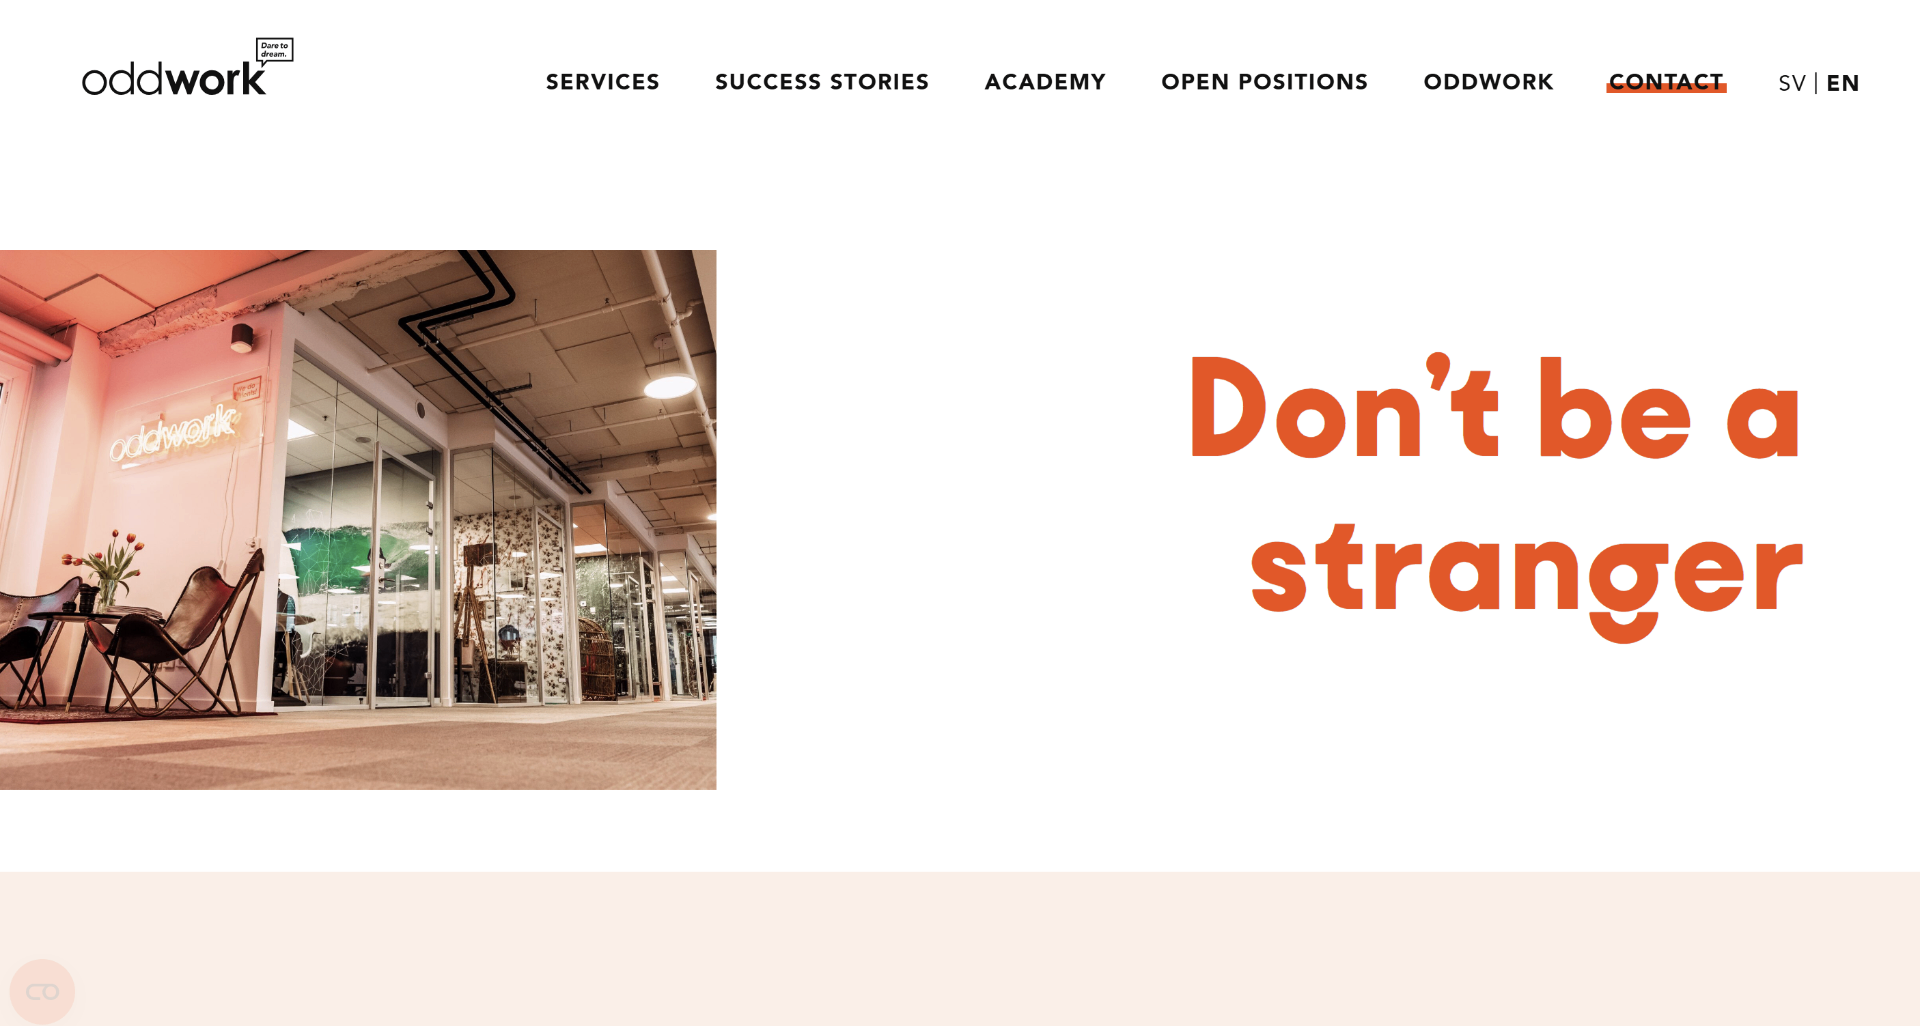 Dare to
dream.
oddwork
SERVICES SUCCESS STORIES ACADEMY OPEN POSITIONS ODDWORK CONTACT SV | EN
oddwork
Don’t be a
stranger